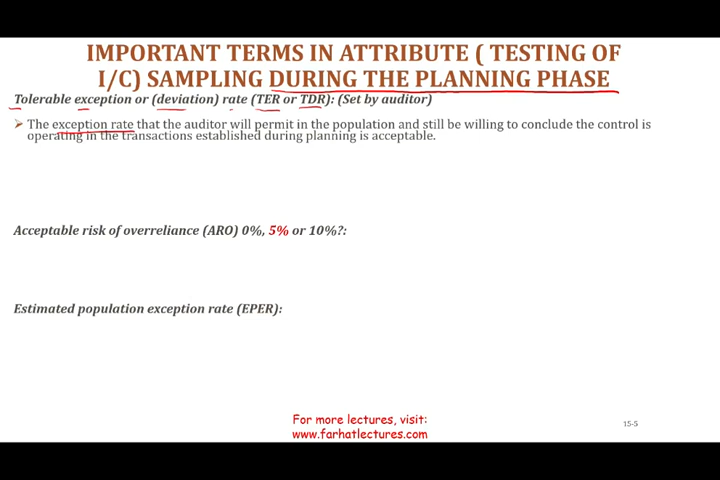 IMPORTANT TERMS IN ATTRIBUTE ( TESTING OF
I/C) SAMPLING DURING THE PLANNING PHASE
Tolerable exception or (deviation) rate (TER or TDR): (Set by auditor)
➢ The exception rate that the auditor will permit in the population and still be willing to conclude the control is
operating in the transactions established during planning is acceptable.
Acceptable risk of overreliance (ARO) 0%, 5% or 10%?:
Estimated population exception rate (EPER):
For more lectures, visit:
www.farhatlectures.com
15-5